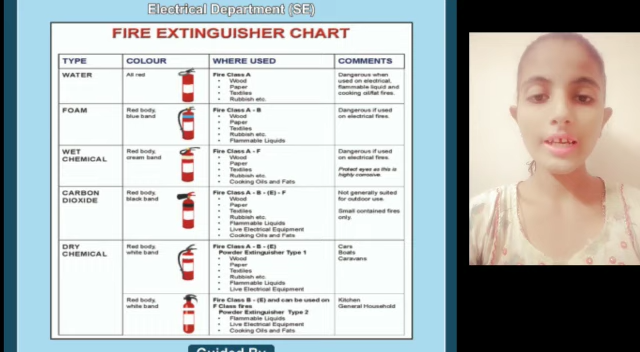 Electrical Department (SE)
FIRE EXTINGUISHER CHART
TYPE COLOUR WHERE USED COMMENTS
WATER
All red
Fire Class A
• Wood
• Paper
• Textiles
• Rubbish etc.
Dangerous when
used on electrical,
flammable liquid and
cooking oil/fat fires.
FOAM
Red body,
blue band
Fire Class A - B
• Wood
• Paper
• Textiles
• Rubbish etc.
• Flammable Liquids
Dangerous if used
on electrical fires.
WET
CHEMICAL
Red body,
cream band
Fire Class A - F
• Wood
• Paper
• Textiles
• Rubbish etc.
• Cooking Oils and Fats
Dangerous if used
on electrical fires.
Protect eyes as this is
highly corrosive.
CARBON
DIOXIDE
Red body,
black band
Fire Class A - B - (E) - F
• Wood
• Paper
• Textiles
• Rubbish etc.
• Flammable Liquids
• Live Electrical Equipment
• Cooking Oils and Fats
Not generally suited
for outdoor use.
Small contained fires
only.
DRY
CHEMICAL
Red body,
white band
Fire Class A - B - (E)
Powder Extinguisher Type 1
• Wood
• Paper
• Textiles
• Rubbish etc.
• Flammable Liquids
• Live Electrical Equipment
Cars
Boats
Caravans
Red body,
white band
Fire Class B - (E) and can be used on
F Class fires
Powder Extinguisher Type 2
• Flammable Liquids
• Live Electrical Equipment
• Cooking Oils and Fats
Kitchen
General Household
Guided By